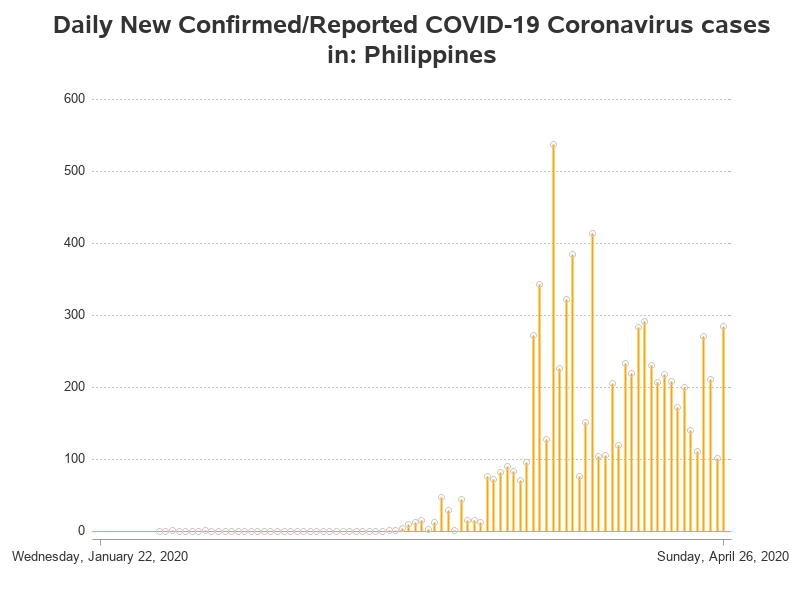 Daily New Confirmed/Reported COVID-19 Coronavirus cases
in: Philippines
600
500
400
300
200
100
0
Wednesday, January 22, 2020
Sunday, April 26, 2020